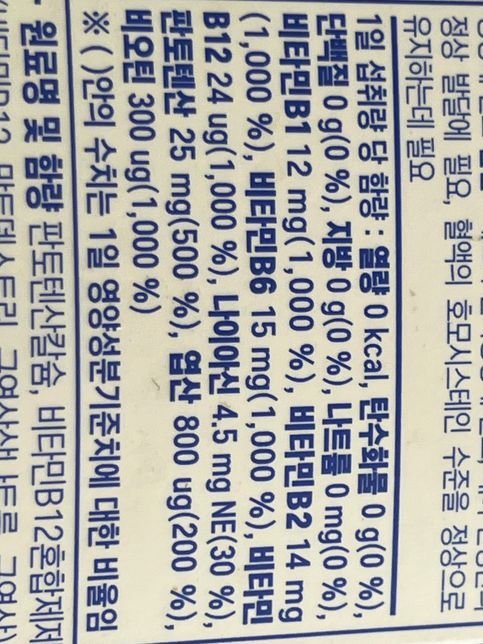 정상 발달에 필요, 혈액의 호모시스테인 수준을 정상으로
유지하는데 필요
1일 섭취량 당 함량 : 열량 0 kcal, 탄수화물 0 g(0 %),
단백질 0 g(0 %), 지방 0 g(0 %), 나트륨 0 mg(0 %),
비타민B1 12 mg(1,000 %), 비타민B2 14 mg
(1,000 %), 비타민B6 15 mg(1,000 %), 비타민
B12 24 ug(1,000 %), 나이아신 4.5 mg NE(30 %),
판토텐산 25 mg(500 %), 엽산 800 ug(200 %),
비오틴 300 ug(1,000 %)
※ ( )안의 수치는 1일 영양성분기준치에 대한 비율임
· 원료명 및 함량 판토텐산칼슘, 비타민B12혼합제제